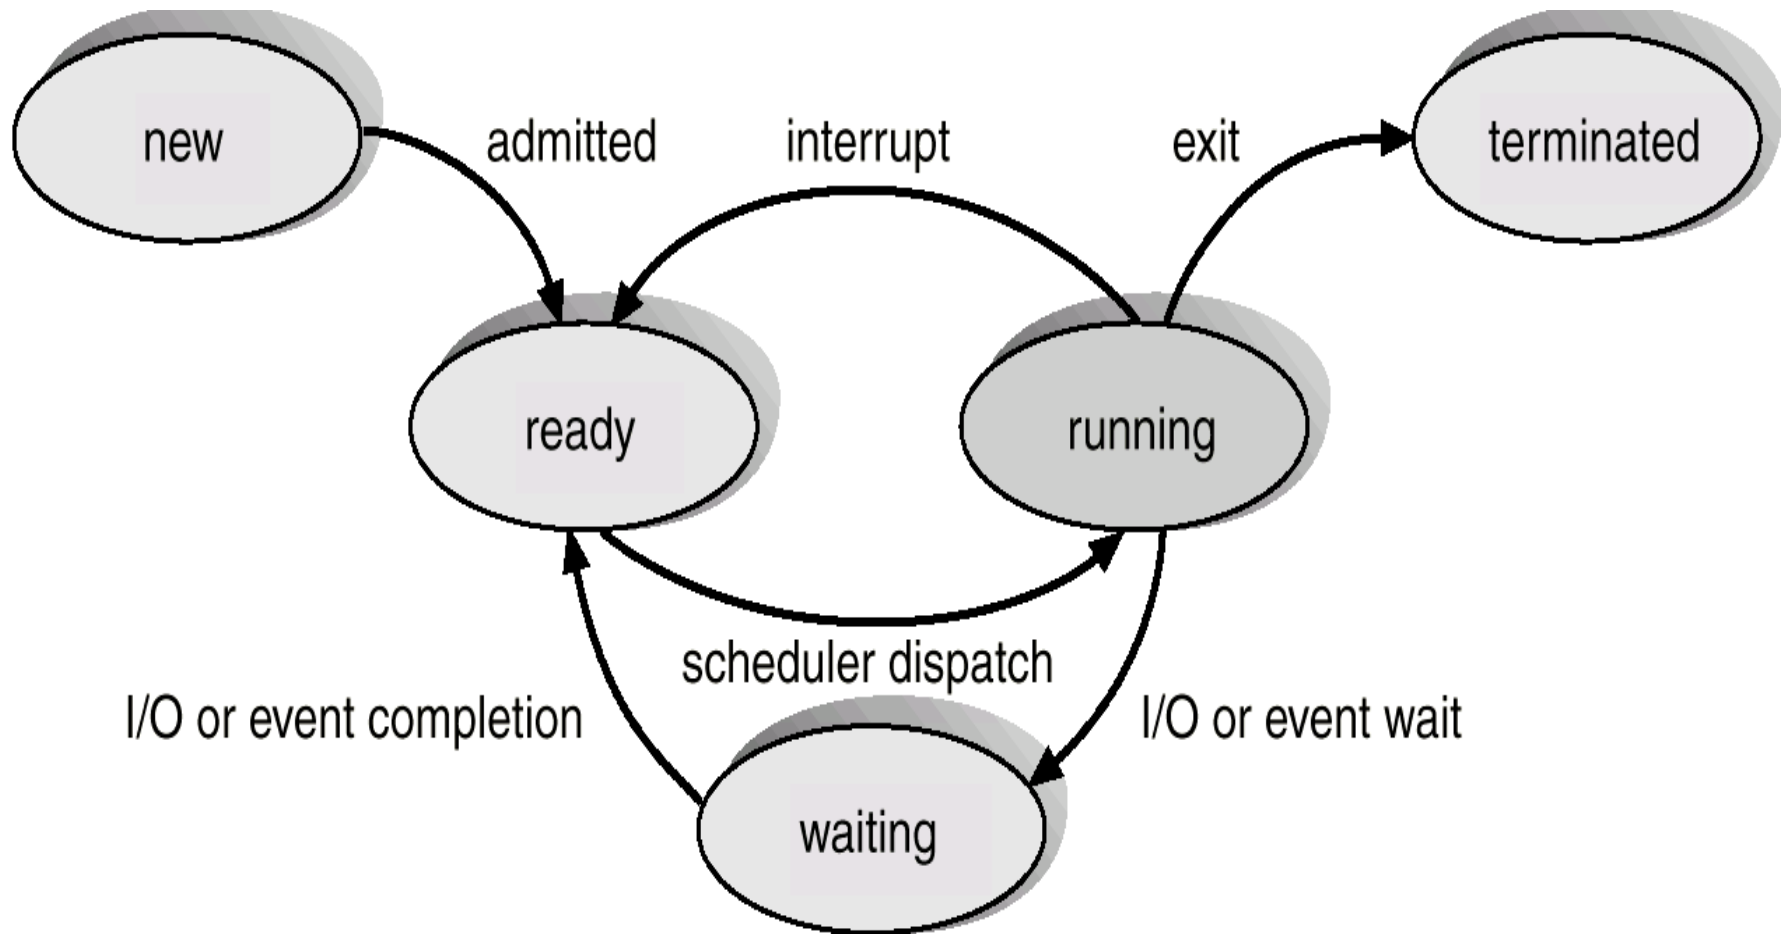 new
admitted
interrupt
exit
terminated
ready
running
scheduler dispatch
I/O or event completion
I/O or event wait
waiting